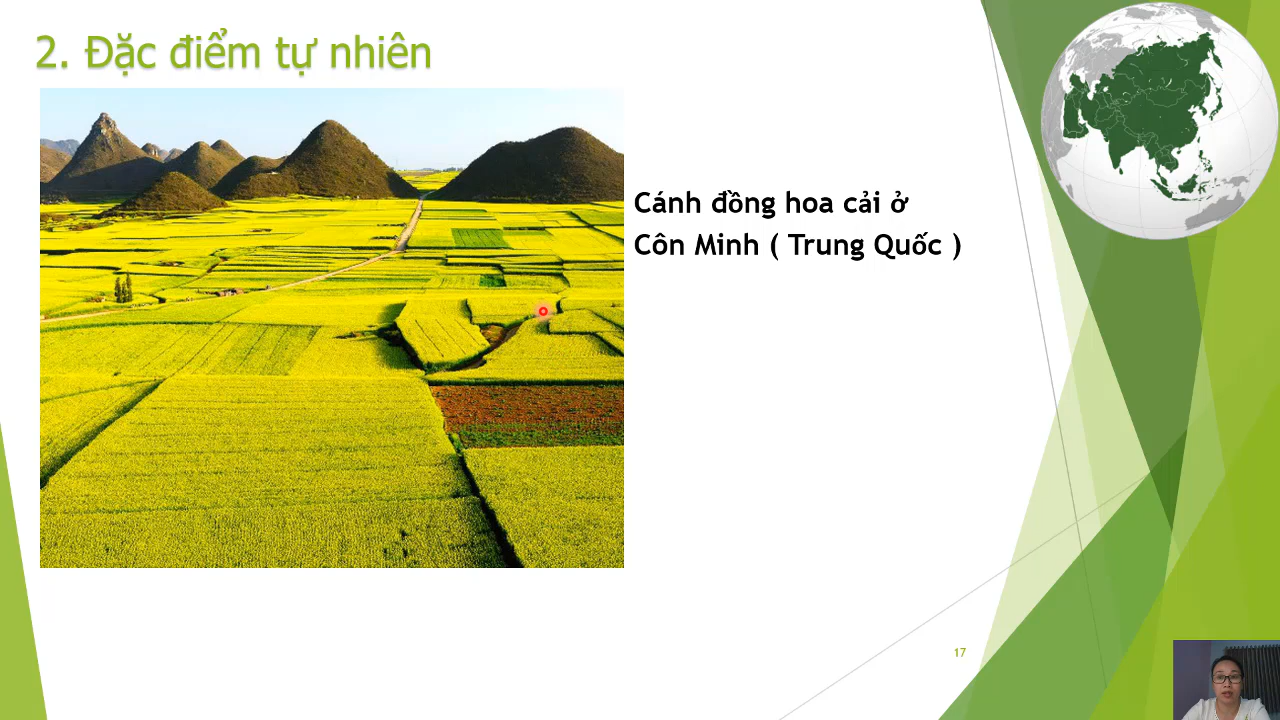 2. Đặc điểm tự nhiên
Cánh đồng hoa cải ở
Côn Minh ( Trung Quốc )
17